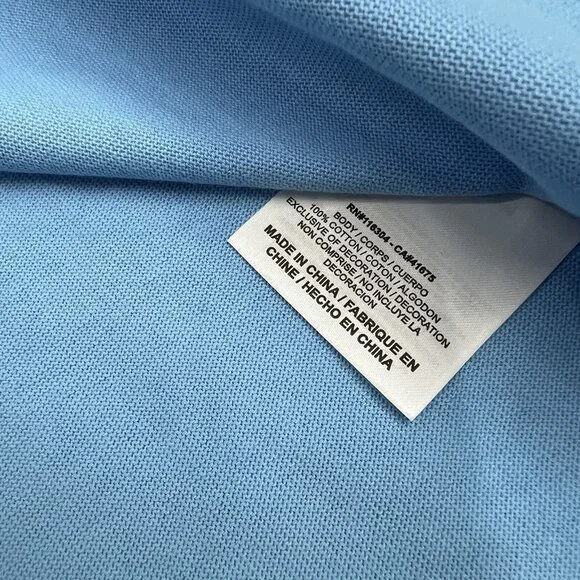 RN#116304 - CA#41675
BODY / CORPS / CUERPO
100% COTTON / COTON / ALGODON
EXCLUSIVE OF DECORATION / DECORATION
NON COMPRISE / NO INCLUYE LA
DECORACION
MADE IN CHINA / FABRIQUE EN
CHINE / HECHO EN CHINA